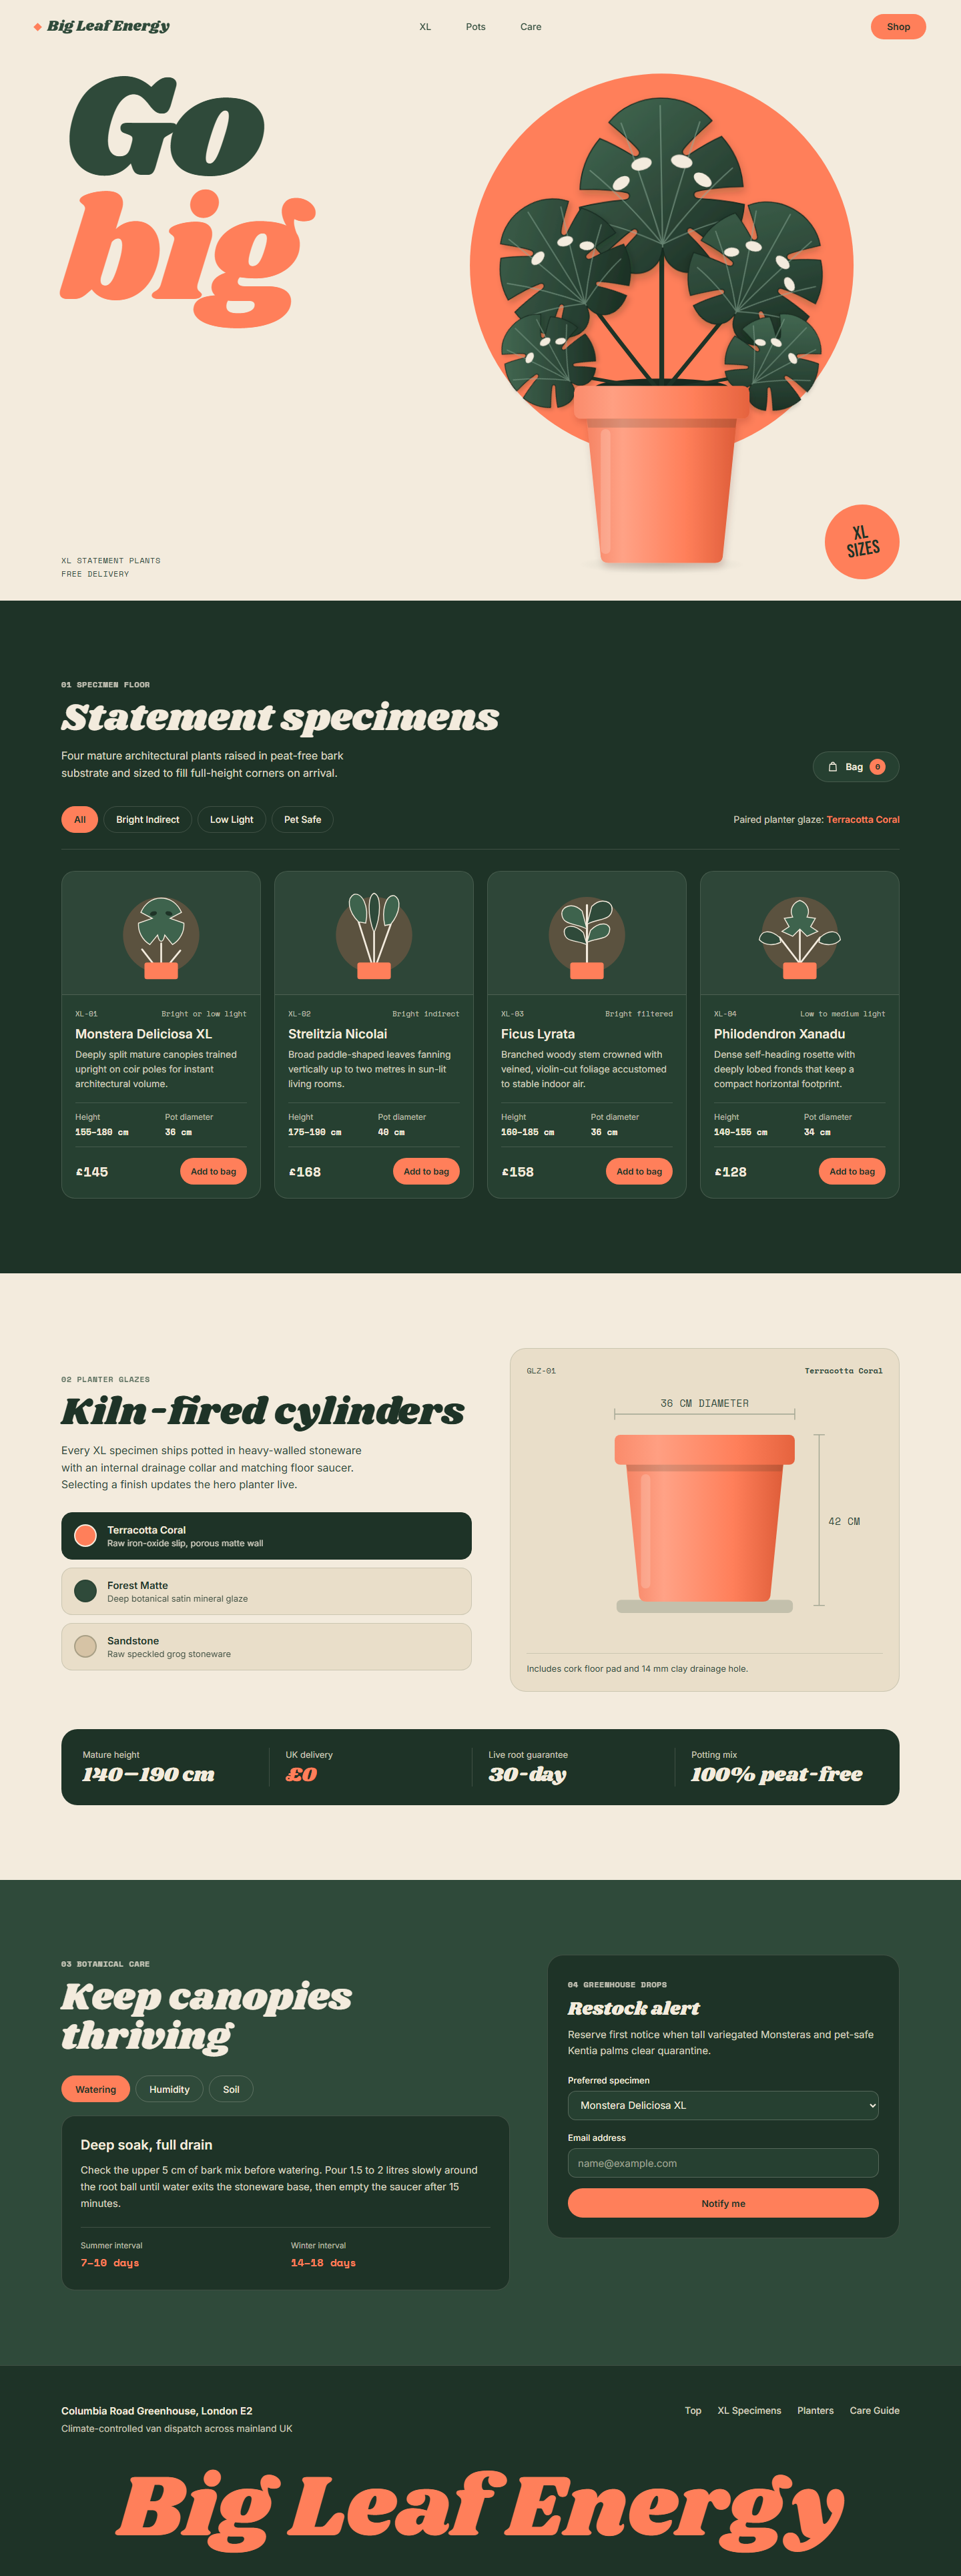 Big Leaf Energy
XL
Pots
Care
Shop
Go
big
XL STATEMENT PLANTS
FREE DELIVERY
XL
SIZES
01 SPECIMEN FLOOR
Statement specimens
Four mature architectural plants raised in peat-free bark
substrate and sized to fill full-height corners on arrival.
Bag 0
All
Bright Indirect
Low Light
Pet Safe
Paired planter glaze: Terracotta Coral
XL-01 Bright or low light
Monstera Deliciosa XL
Deeply split mature canopies trained
upright on coir poles for instant
architectural volume.
Height Pot diameter
155–180 cm 36 cm
£145 Add to bag
XL-02 Bright indirect
Strelitzia Nicolai
Broad paddle-shaped leaves fanning
vertically up to two metres in sun-lit
living rooms.
Height Pot diameter
175–190 cm 40 cm
£168 Add to bag
XL-03 Bright filtered
Ficus Lyrata
Branched woody stem crowned with
veined, violin-cut foliage accustomed
to stable indoor air.
Height Pot diameter
160–185 cm 36 cm
£158 Add to bag
XL-04 Low to medium light
Philodendron Xanadu
Dense self-heading rosette with
deeply lobed fronds that keep a
compact horizontal footprint.
Height Pot diameter
140–155 cm 34 cm
£128 Add to bag
02 PLANTER GLAZES
Kiln-fired cylinders
Every XL specimen ships potted in heavy-walled stoneware
with an internal drainage collar and matching floor saucer.
Selecting a finish updates the hero planter live.
Terracotta Coral
Raw iron-oxide slip, porous matte wall
Forest Matte
Deep botanical satin mineral glaze
Sandstone
Raw speckled grog stoneware
GLZ-01 Terracotta Coral
36 CM DIAMETER
42 CM
Includes cork floor pad and 14 mm clay drainage hole.
Mature height
140–190 cm
UK delivery
£0
Live root guarantee
30-day
Potting mix
100% peat-free
03 BOTANICAL CARE
Keep canopies
thriving
Watering
Humidity
Soil
Deep soak, full drain
Check the upper 5 cm of bark mix before watering. Pour 1.5 to 2 litres slowly around
the root ball until water exits the stoneware base, then empty the saucer after 15
minutes.
Summer interval Winter interval
7–10 days 14–18 days
04 GREENHOUSE DROPS
Restock alert
Reserve first notice when tall variegated Monsteras and pet-safe
Kentia palms clear quarantine.
Preferred specimen
Monstera Deliciosa XL
Email address
name@example.com
Notify me
Columbia Road Greenhouse, London E2
Climate-controlled van dispatch across mainland UK
Top
XL Specimens
Planters
Care Guide
Big Leaf Energy